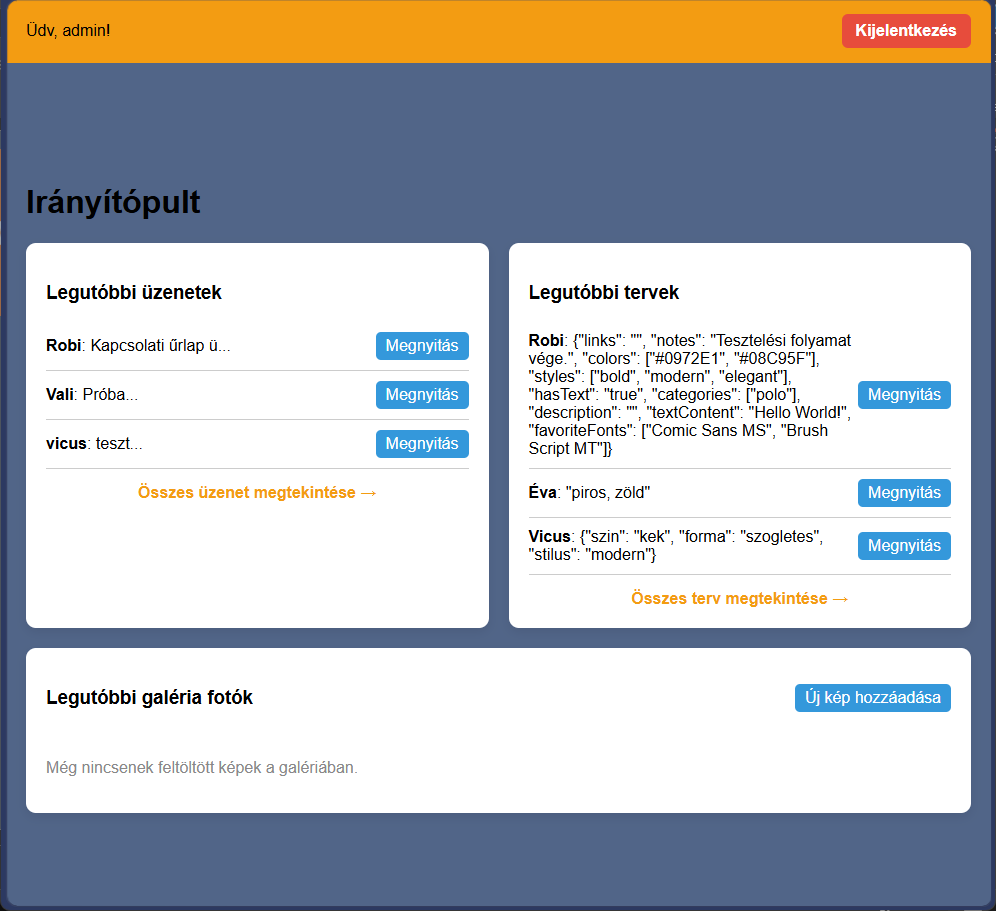 Üdv, admin!
Kijelentkezés
Irányítópult
Legutóbbi üzenetek
Robi: Kapcsolati űrlap ü...
Megnyitás
Vali: Próba...
Megnyitás
vicus: teszt...
Megnyitás
Összes üzenet megtekintése →
Legutóbbi tervek
Robi: {"links": "", "notes": "Tesztelési folyamat
vége.", "colors": ["#0972E1", "#08C95F"],
"styles": ["bold", "modern", "elegant"],
"hasText": "true", "categories": ["polo"],
"description": "", "textContent": "Hello World!",
"favoriteFonts": ["Comic Sans MS", "Brush
Script MT"]}
Megnyitás
Éva: "piros, zöld"
Megnyitás
Vicus: {"szin": "kek", "forma": "szogletes",
"stilus": "modern"}
Megnyitás
Összes terv megtekintése →
Legutóbbi galéria fotók
Új kép hozzáadása
Még nincsenek feltöltött képek a galériában.